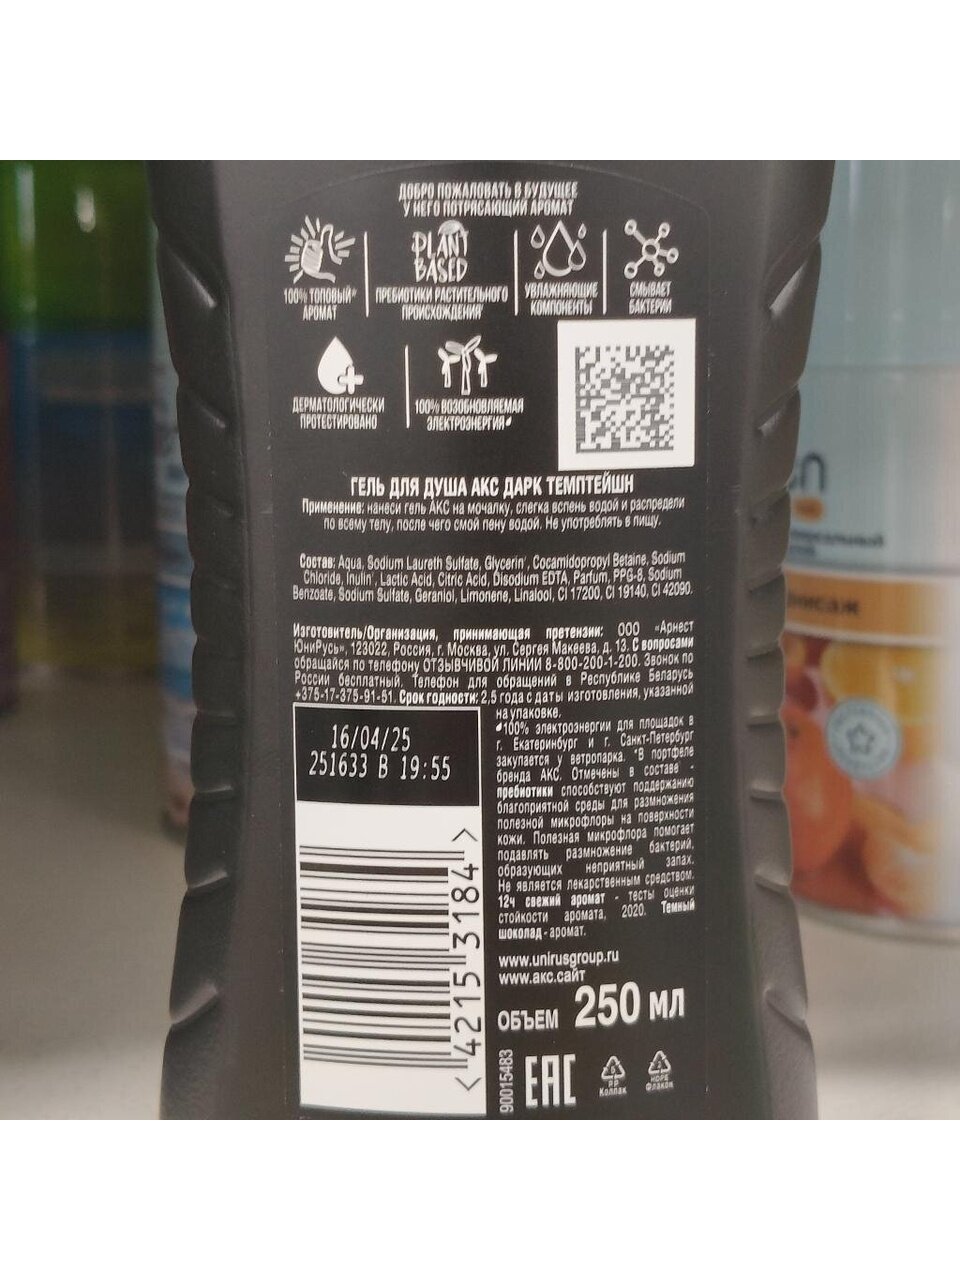 ДОБРО ПОЖАЛОВАТЬ В БУДУЩЕЕ
У НЕГО ПОТРЯСАЮЩИЙ АРОМАТ
100% ТОПОВЫЙ*
АРОМАТ
PLANT
BASED
ПРЕБИОТИКИ РАСТИТЕЛЬНОГО
ПРОИСХОЖДЕНИЯ
УВЛАЖНЯЮЩИЕ
КОМПОНЕНТЫ
СМЫВАЕТ
БАКТЕРИИ
ДЕРМАТОЛОГИЧЕСКИ
ПРОТЕСТИРОВАНО
100% ВОЗОБНОВЛЯЕМАЯ
ЭЛЕКТРОЭНЕРГИЯ
ГЕЛЬ ДЛЯ ДУША АКС ДАРК ТЕМПТЕЙШН
Применение: нанеси гель АКС на мочалку, слегка вспень водой и распредели
по всему телу, после чего смой пену водой. Не употреблять в пищу.
Состав: Aqua, Sodium Laureth Sulfate, Glycerin, Cocamidopropyl Betaine, Sodium
Chloride, Inulin, Lactic Acid, Citric Acid, Disodium EDTA, Parfum, PPG-8, Sodium
Benzoate, Sodium Sulfate, Geraniol, Limonene, Linalool, CI 17200, CI 19140, CI 42090.
Изготовитель/Организация, принимающая претензии: ООО «Арнест
ЮниРусь», 123022, Россия, г. Москва, ул. Сергея Макеева, д. 13. С вопросами
обращайся по телефону ОТЗЫВЧИВОЙ ЛИНИИ 8-800-200-1-200. Звонок по
России бесплатный. Телефон для обращений в Республике Беларусь
+375-17-375-91-51. Срок годности: 2,5 года с даты изготовления, указанной
на упаковке.
100% электроэнергии для площадок в
г. Екатеринбург и г. Санкт-Петербург
закупается у ветропарка. *В портфеле
бренда АКС. Отмечены в составе -
пребиотики способствуют поддержанию
благоприятной среды для размножения
полезной микрофлоры на поверхности
кожи. Полезная микрофлора помогает
подавлять размножение бактерий,
образующих неприятный запах.
Не является лекарственным средством.
12ч свежий аромат - тесты оценки
стойкости аромата, 2020. Темный
шоколад - аромат.
16/04/25
251633 В 19:55
< 4215 3184 >
www.unirusgroup.ru
www.акс.сайт
ОБЪЕМ 250 МЛ
90015483
EAC
5
PP
Колпак
2
HDPE
Флакон